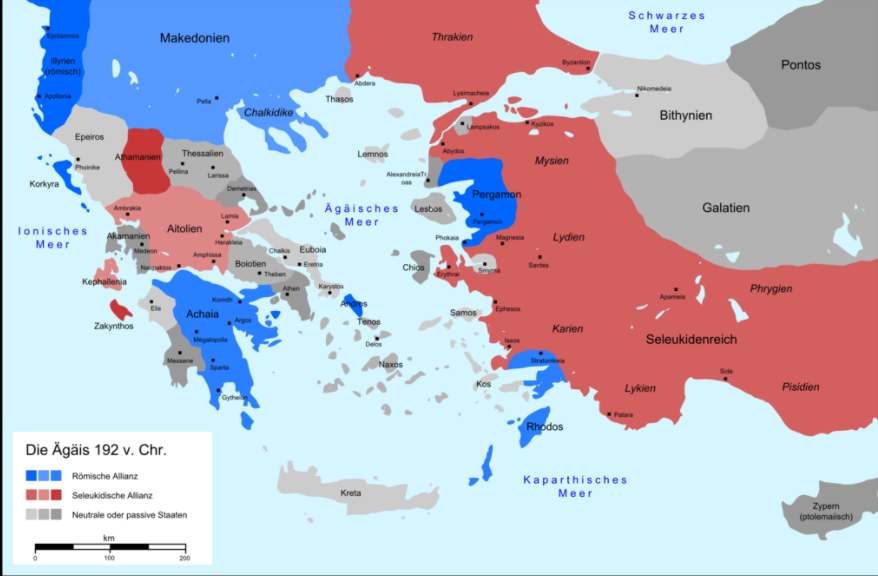 Schwarzes
Meer
Epidamnos
Makedonien
Thrakien
Illyrien
(römisch)
Byzantion
Pontos
Abdera
Nikomedeia
Apollonia
Pella
Thasos
Lysimacheia
Chalkidike
Bithynien
Lampsakos
Kyzikos
Epeiros
Abydos
Athamanien
Thessalien
Lemnos
Mysien
Phoinike
Pellina
Larissa
AlexandreiaTr
oas
Korkyra
Demetrias
Pergamon
Ambrakia
Ägäisches
Meer
Lesbos
Galatien
Lamia
Pergamon
Ionisches
Meer
Aitolien
Akarnanien
Herakleia
Phokaia
Magnesia
Lydien
Medeon
Chalkis
Euboia
Amphissa
Naupaktos
Boiotien
Eretria
Chios
Smyrna
Sardes
Theben
Erythrai
Kephallenia
Karystos
Athen
Phrygien
Apameia
Korinth
Andros
Elis
Achaia
Ephesos
Zakynthos
Argos
Tenos
Samos
Karien
Megalopolis
Delos
Iasos
Seleukidenreich
Messene
Sparta
Naxos
Stratonikeia
Side
Kos
Lykien
Pisidien
Gytheion
Patara
Rhodos
Die Ägäis 192 v. Chr.
Römische Allianz
Kaparthisches
Meer
Kreta
Seleukidische Allianz
Zypern
(ptolemaiisch)
Neutrale oder passive Staaten
km
0 100 200